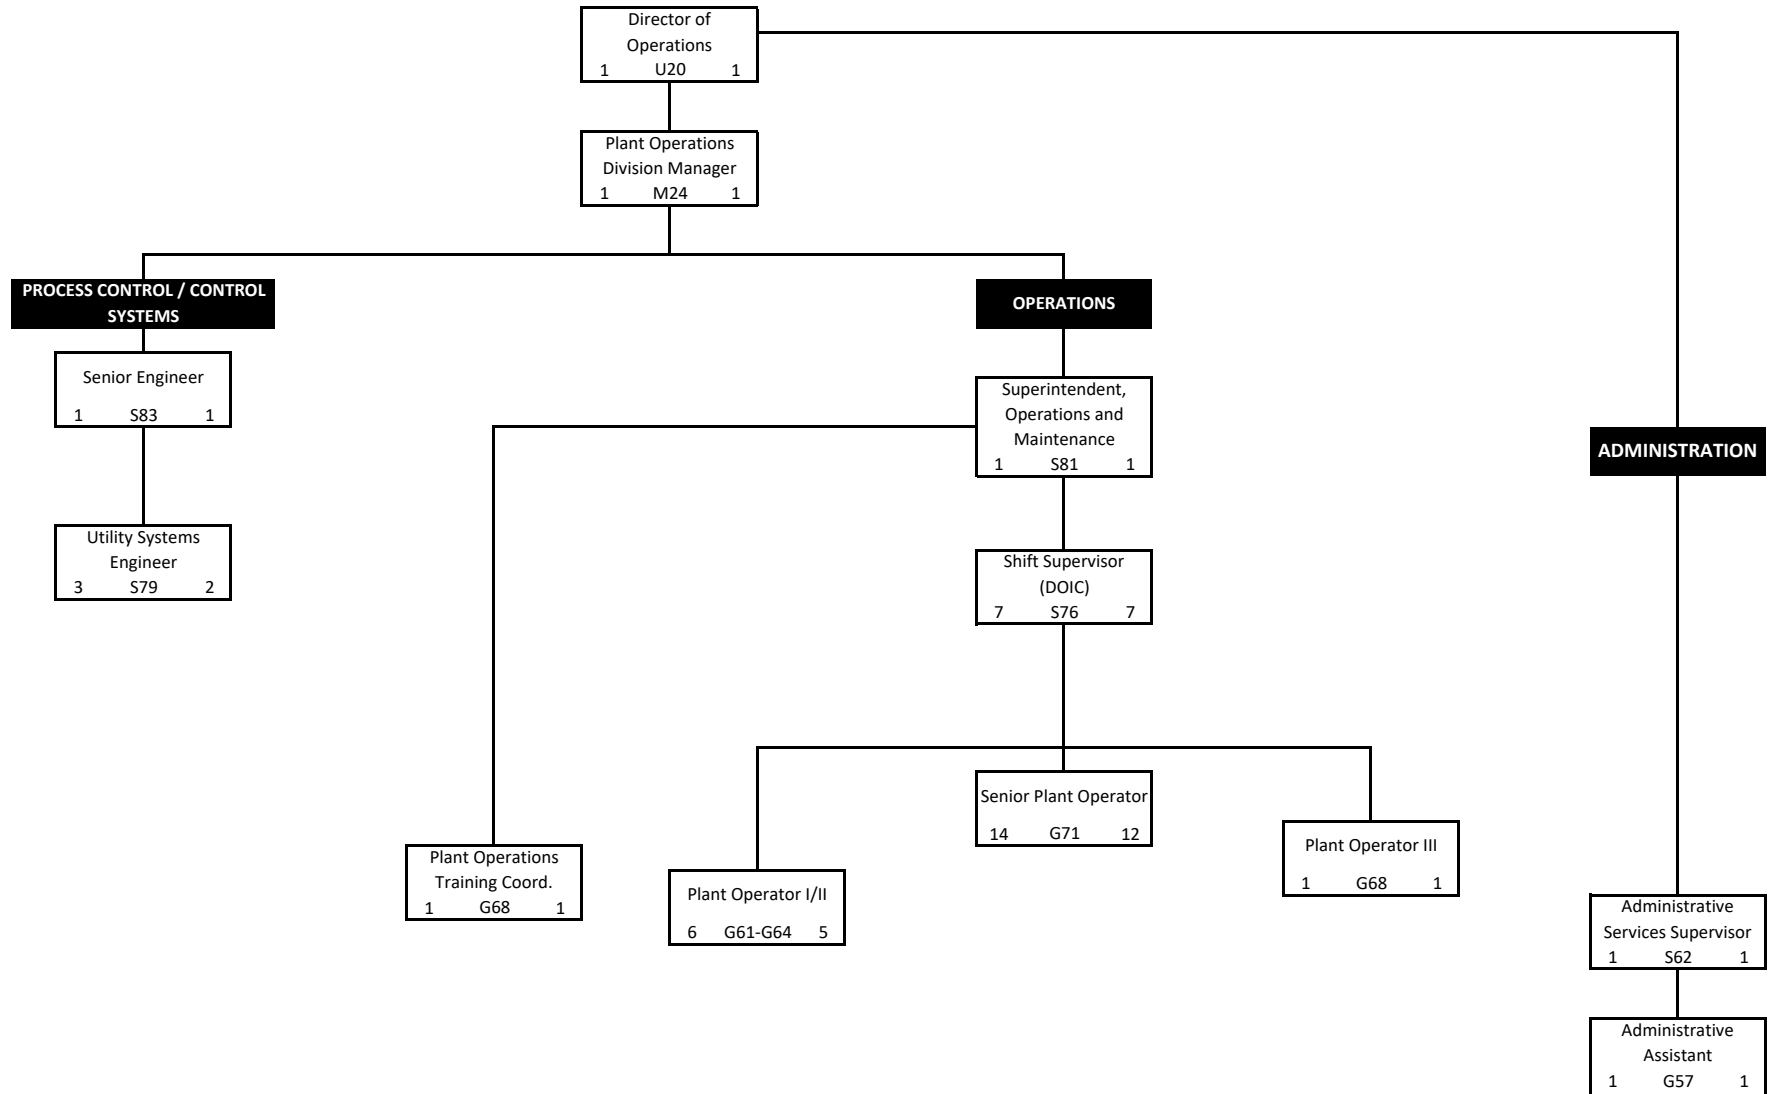 Director of
Operations
1 U20 1
Plant Operations
Division Manager
1 M24 1
PROCESS CONTROL / CONTROL
SYSTEMS
OPERATIONS
Senior Engineer
1 S83 1
Superintendent,
Operations and
Maintenance
1 S81 1
ADMINISTRATION
Utility Systems
Engineer
3 S79 2
Shift Supervisor
(DOIC)
7 S76 7
Senior Plant Operator
14 G71 12
Plant Operator III
1 G68 1
Plant Operations
Training Coord.
1 G68 1
Plant Operator I/II
6 G61-G64 5
Administrative
Services Supervisor
1 S62 1
Administrative
Assistant
1 G57 1